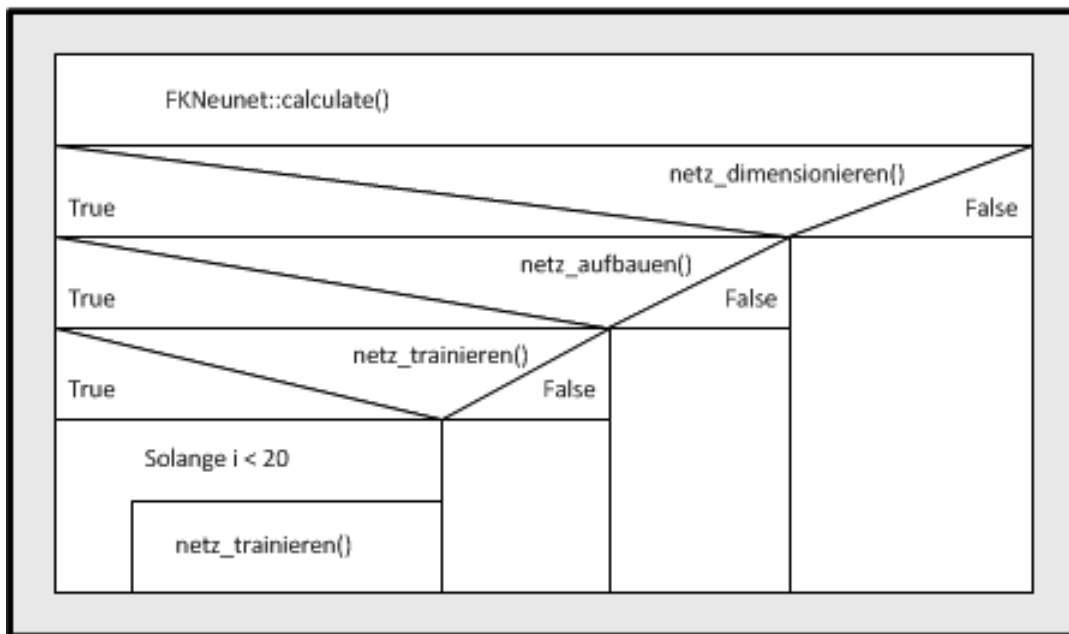 FKNeunet::calculate()
netz_dimensionieren()
True
False
netz_aufbauen()
True
False
netz_trainieren()
True
False
Solange i < 20
netz_trainieren()